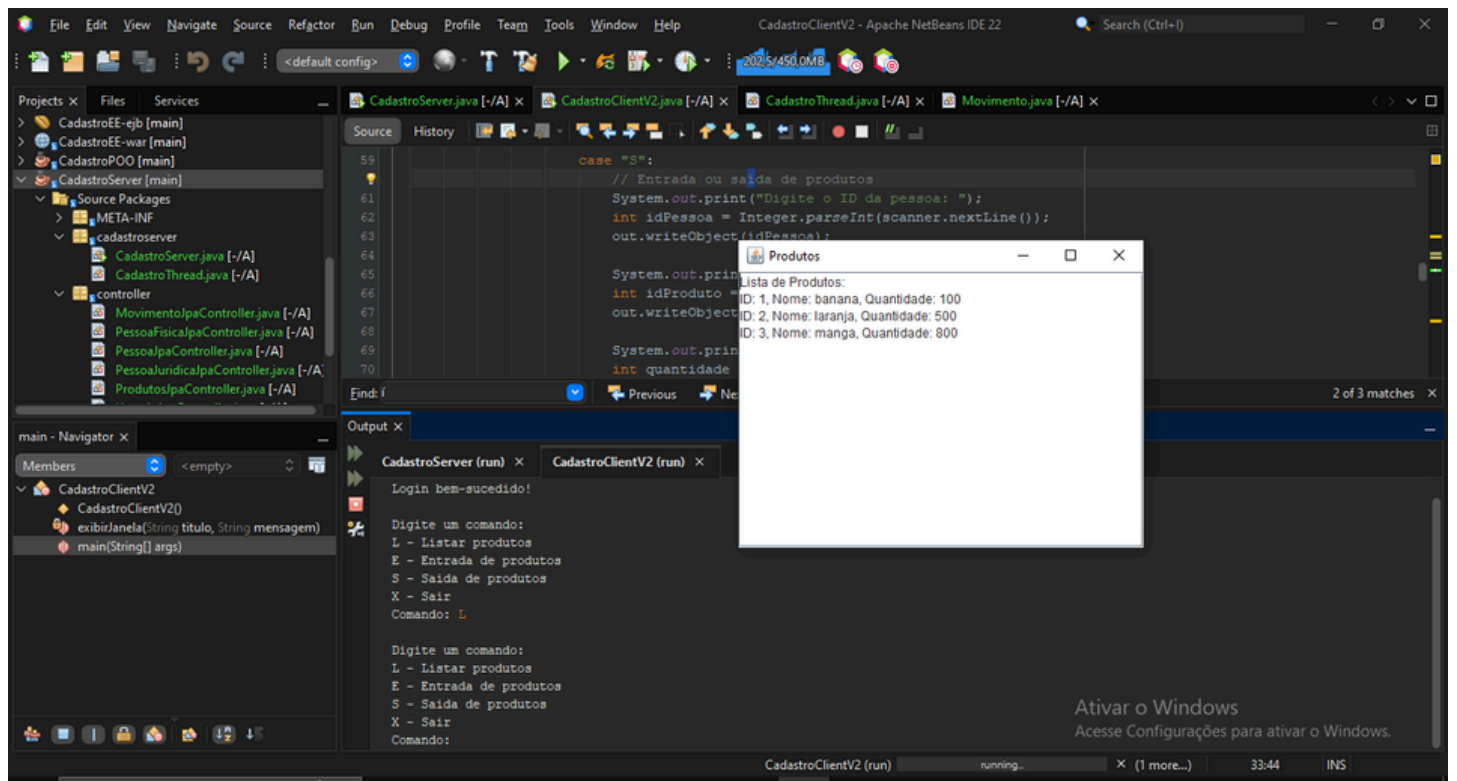 File Edit View Navigate Source Refactor Run Debug Profile Team Tools Window Help CadastroClientV2 - Apache NetBeans IDE 22 Search (Ctrl+I)
<default config> 202,5/450,0MB
Projects Files Services
CadastroEE-ejb [main]
CadastroEE-war [main]
CadastroPOO [main]
CadastroServer [main]
Source Packages
META-INF
cadastroserver
CadastroServer.java [-/A]
CadastroThread.java [-/A]
controller
MovimentoJpaController.java [-/A]
PessoaFisicaJpaController.java [-/A]
PessoaJpaController.java [-/A]
PessoaJuridicaJpaController.java [-/A]
ProdutosJpaController.java [-/A]
CadastroServer.java [-/A] CadastroClientV2.java [-/A] CadastroThread.java [-/A] Movimento.java [-/A]
Source History
59 case "S":
// Entrada ou saída de produtos
61 System.out.print("Digite o ID da pessoa: ");
62 int idPessoa = Integer.parseInt(scanner.nextLine());
63 out.writeObject(idPessoa);
64
65 System.out.prin
66 int idProduto =
67 out.writeObject
68
69 System.out.prin
70 int quantidade
Find: í Previous Ne 2 of 3 matches
Produtos
Lista de Produtos:
ID: 1, Nome: banana, Quantidade: 100
ID: 2, Nome: laranja, Quantidade: 500
ID: 3, Nome: manga, Quantidade: 800
main - Navigator
Members <empty>
CadastroClientV2
CadastroClientV2()
exibirJanela(String titulo, String mensagem)
main(String[] args)
Output
CadastroServer (run) CadastroClientV2 (run)
Login bem-sucedido!
Digite um comando:
L - Listar produtos
E - Entrada de produtos
S - Saida de produtos
X - Sair
Comando: L
Digite um comando:
L - Listar produtos
E - Entrada de produtos
S - Saida de produtos
X - Sair
Comando:
Ativar o Windows
Acesse Configurações para ativar o Windows.
CadastroClientV2 (run) running... (1 more...) 33:44 INS